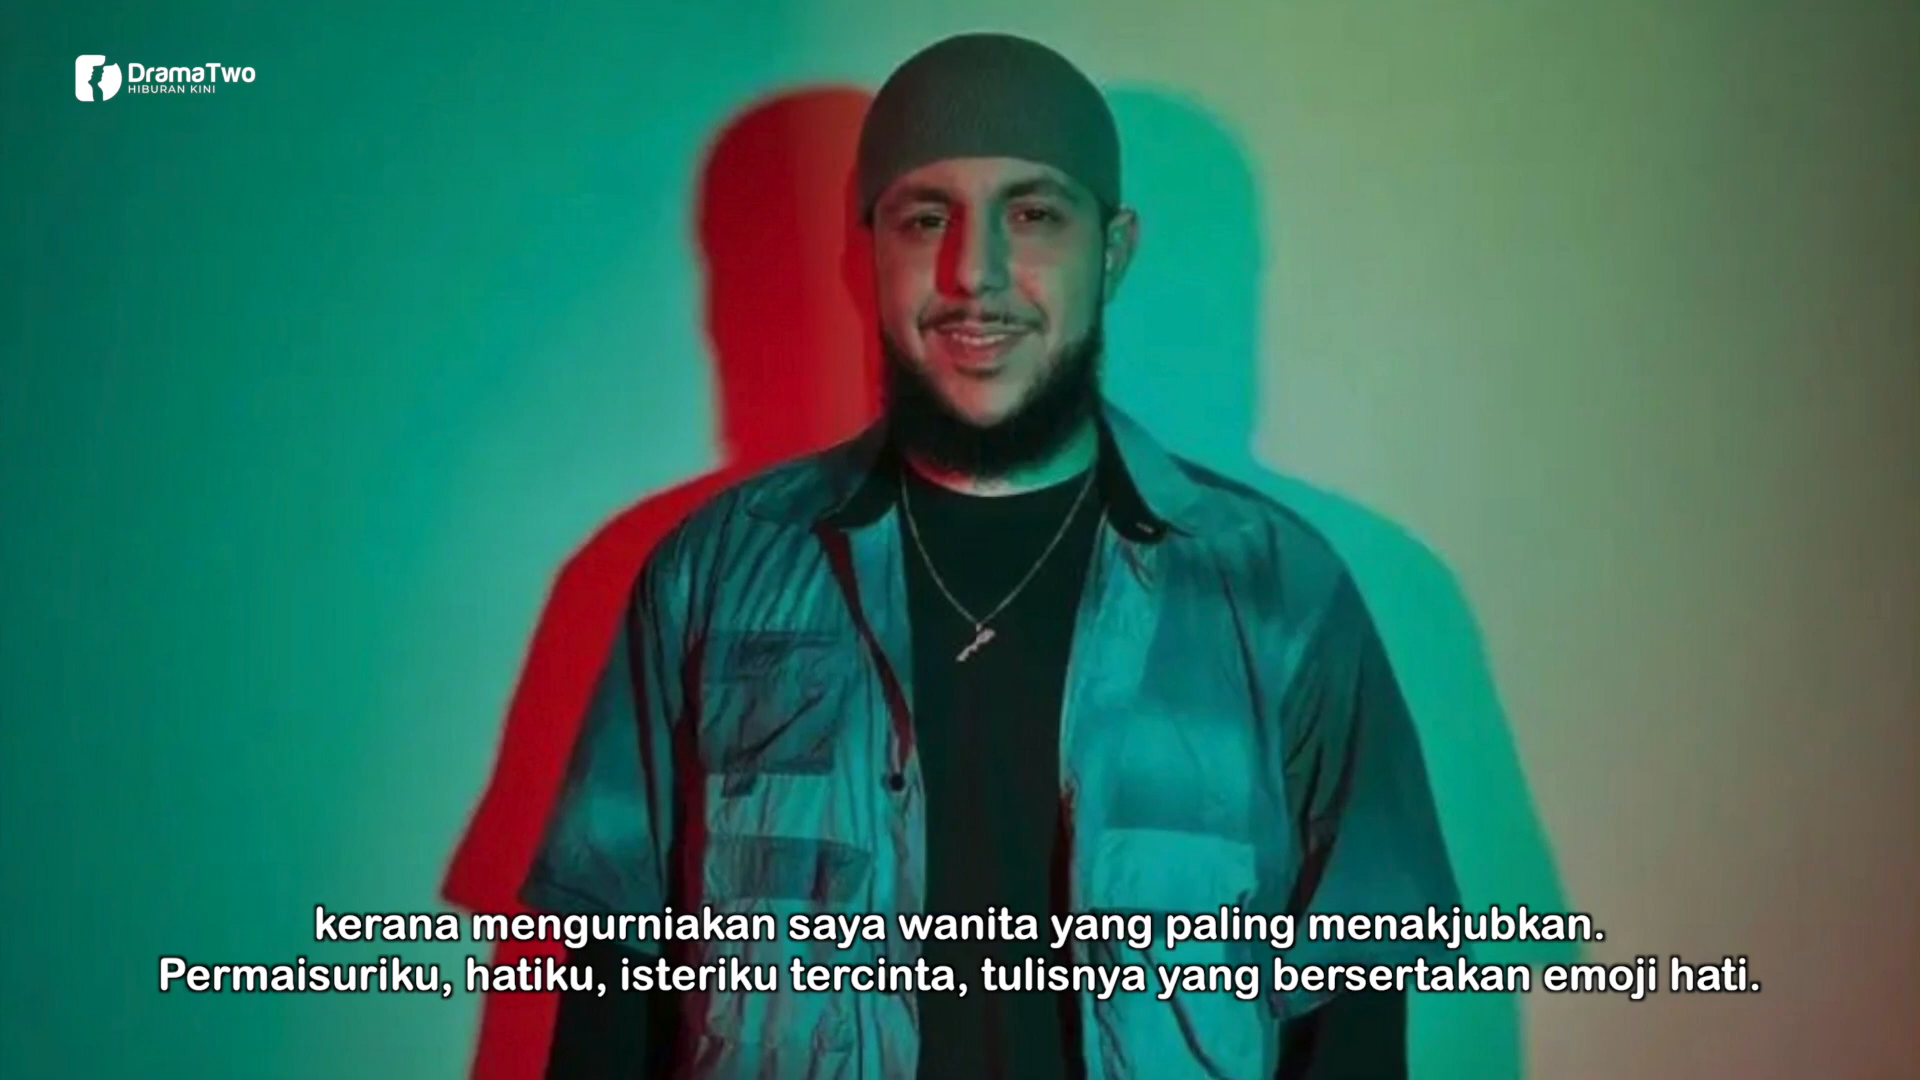 DramaTwo
HIBURAN KINI
kerana mengurniakan saya wanita yang paling menakjubkan.
Permaisuriku, hatiku, isteriku tercinta, tulisnya yang bersertakan emoji hati.